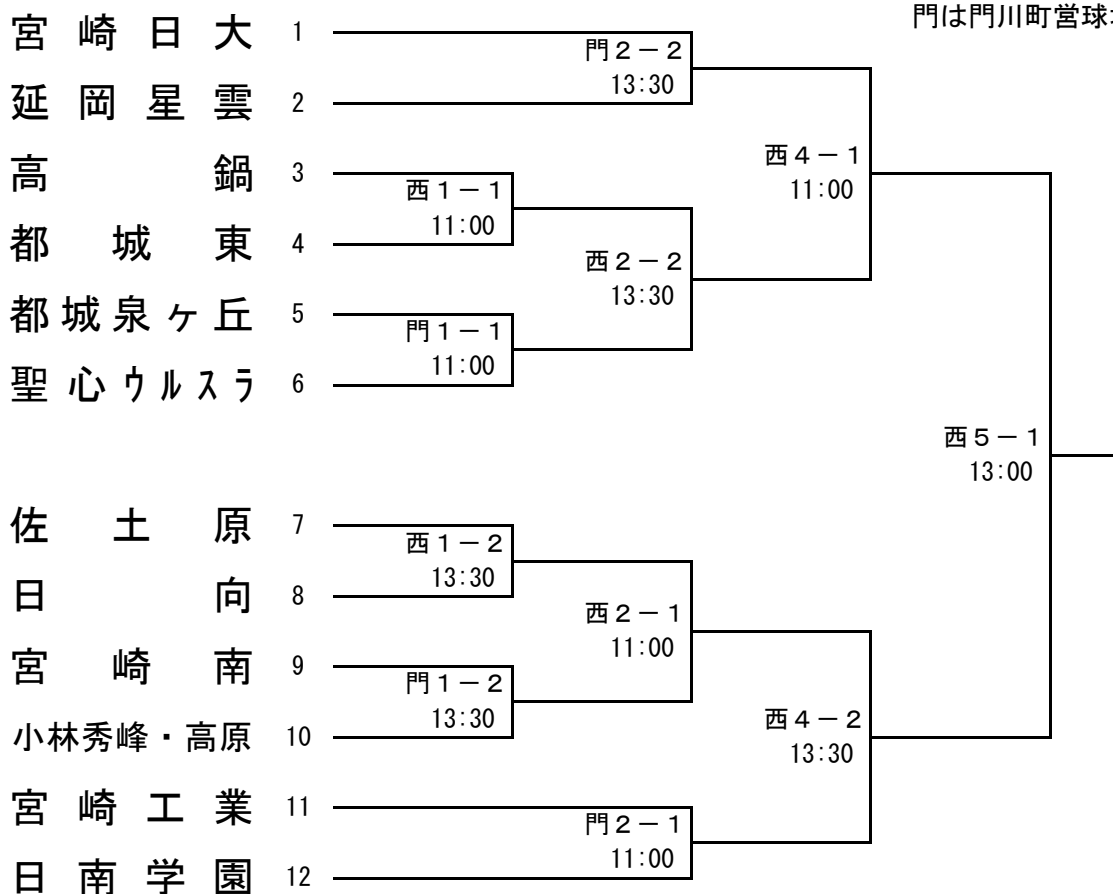 門は門川町営球
宮崎日大 1
門２－２
13:30
延岡星雲 2
西４－１
11:00
高鍋 3
西１－１
11:00
都城東 4
西２－２
13:30
都城泉ヶ丘 5
門１－１
11:00
聖心ウルスラ 6
西５－１
13:00
佐土原 7
西１－２
13:30
日向 8
西２－１
11:00
宮崎南 9
門１－２
13:30
小林秀峰・高原 10
西４－２
13:30
宮崎工業 11
門２－１
11:00
日南学園 12